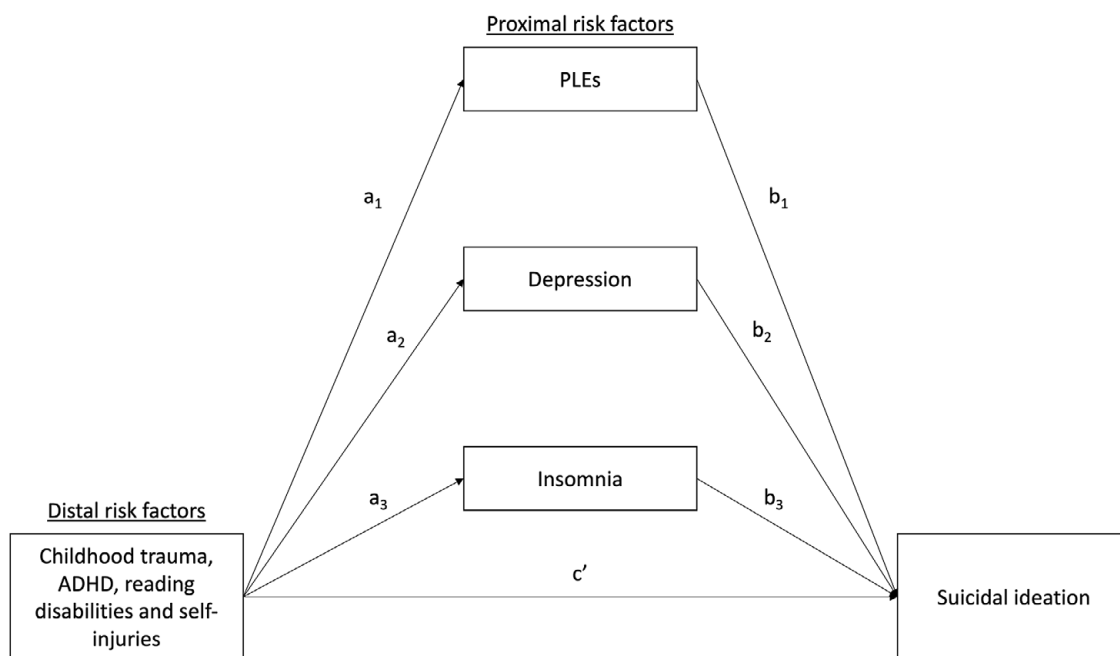 Proximal risk factors
PLEs
a₁
b₁
Depression
a₂
b₂
Insomnia
a₃
b₃
Distal risk factors
Childhood trauma,
ADHD, reading
disabilities and self-
injuries
c’
Suicidal ideation